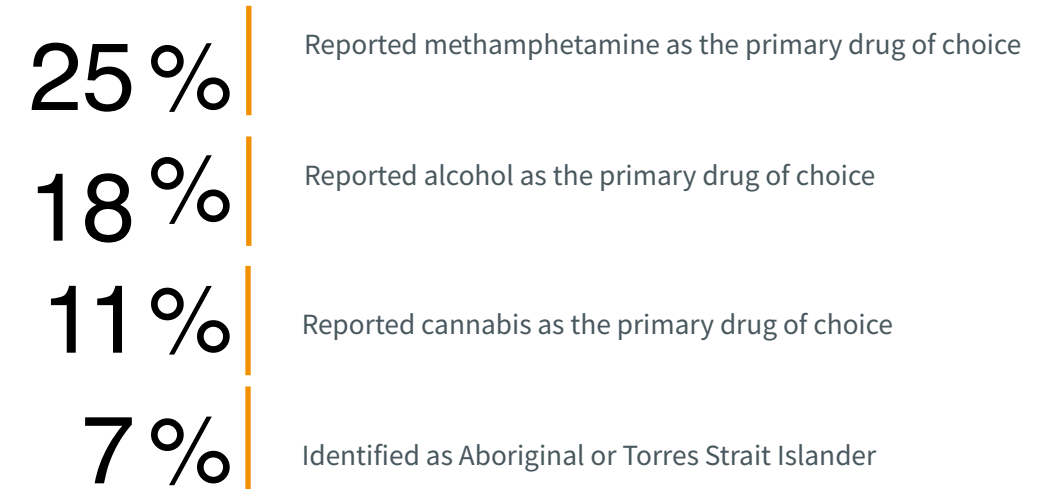 25% Reported methamphetamine as the primary drug of choice
18% Reported alcohol as the primary drug of choice
11% Reported cannabis as the primary drug of choice
7% Identified as Aboriginal or Torres Strait Islander